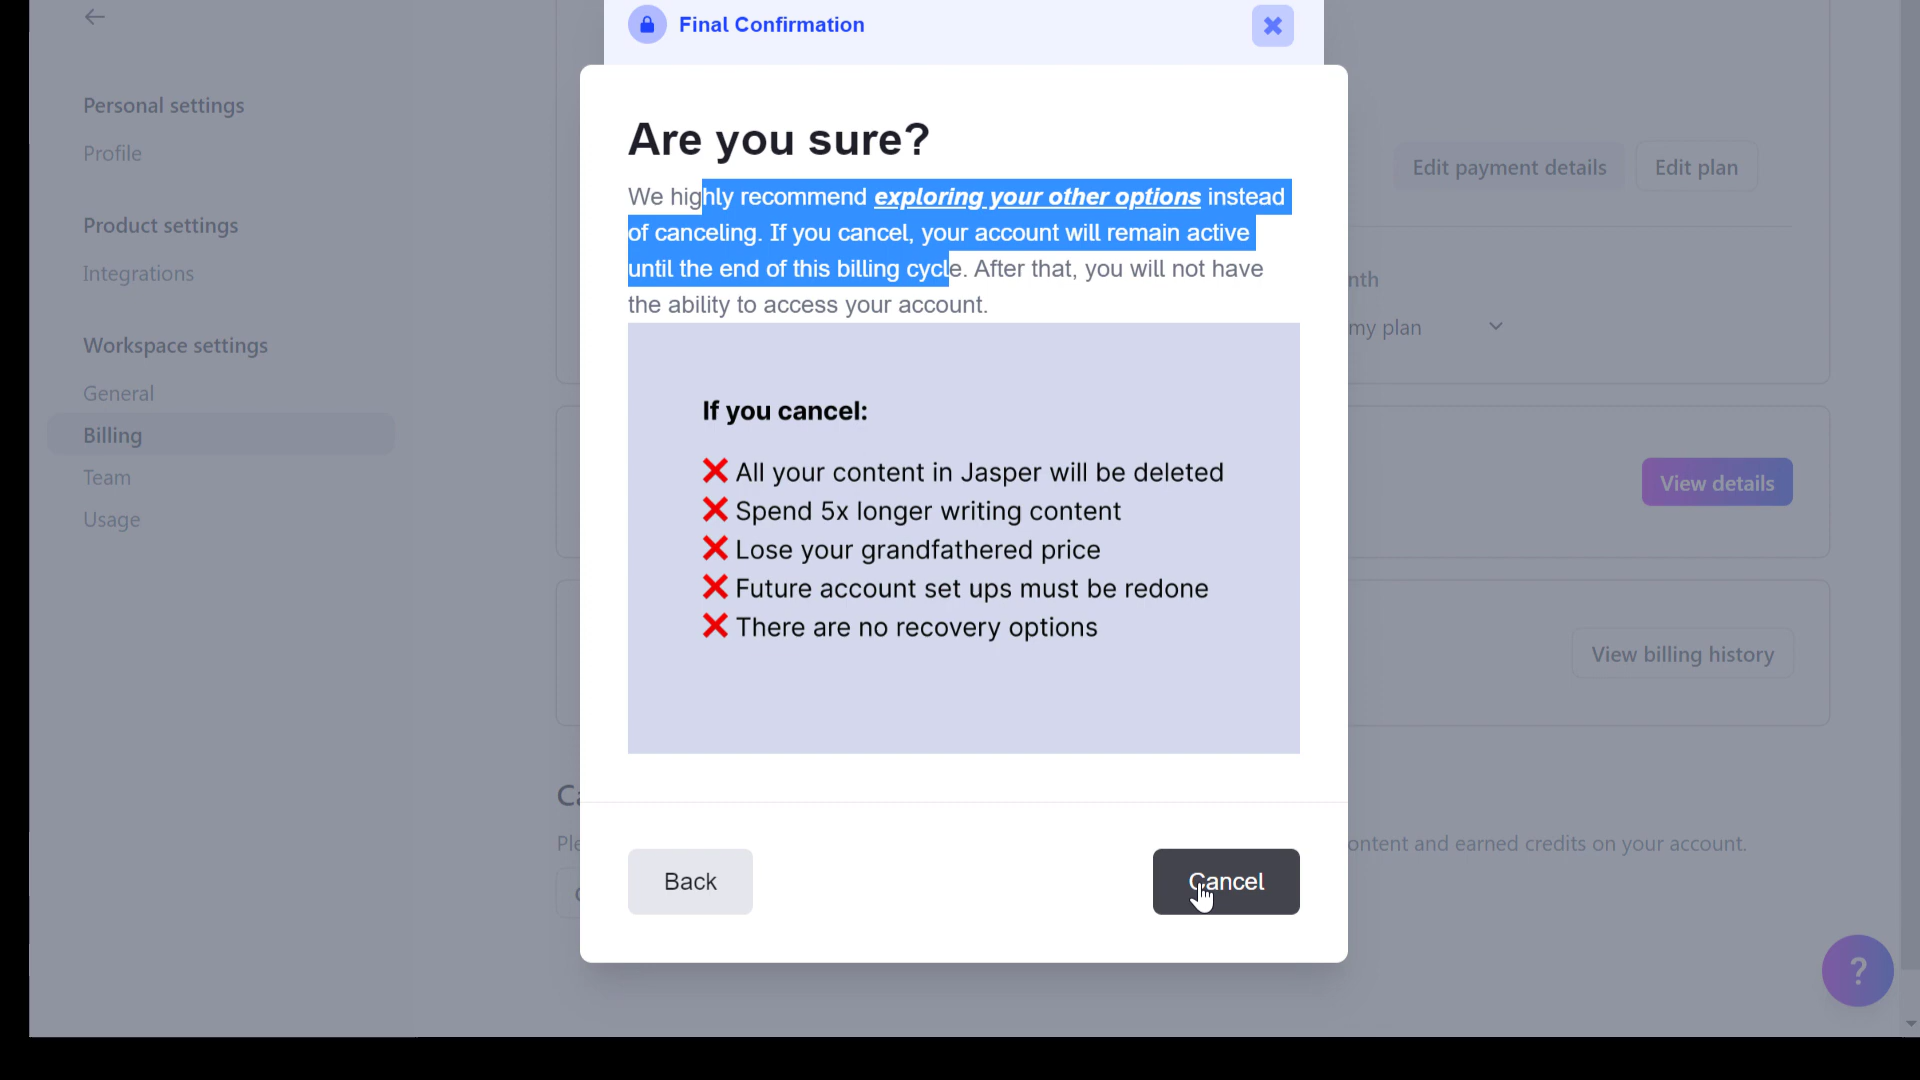 Final Confirmation
Personal settings
Profile
Product settings
Integrations
Workspace settings
General
Billing
Team
Usage
Are you sure?
We highly recommend exploring your other options instead
of canceling. If you cancel, your account will remain active
until the end of this billing cycle. After that, you will not have
the ability to access your account.
If you cancel:
❌ All your content in Jasper will be deleted
❌ Spend 5x longer writing content
❌ Lose your grandfathered price
❌ Future account set ups must be redone
❌ There are no recovery options
Back
Cancel
Edit payment details
Edit plan
my plan
View details
View billing history
and earned credits on your account.
?